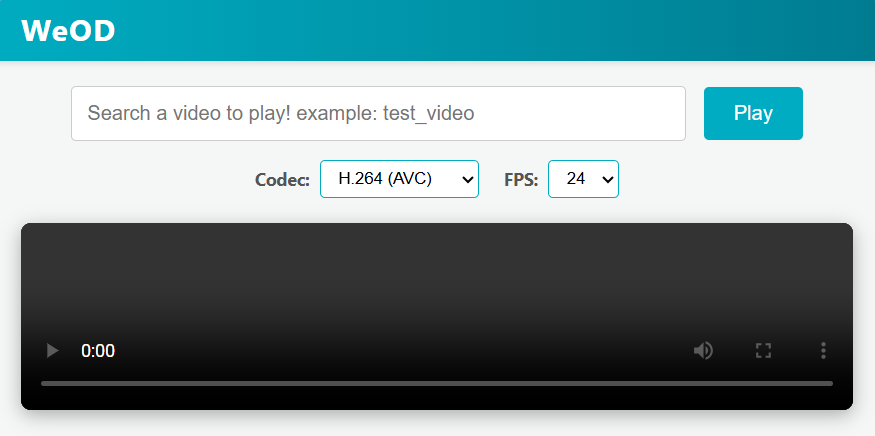 WeOD
Search a video to play! example: test_video
Play
Codec: H.264 (AVC) FPS: 24
0:00